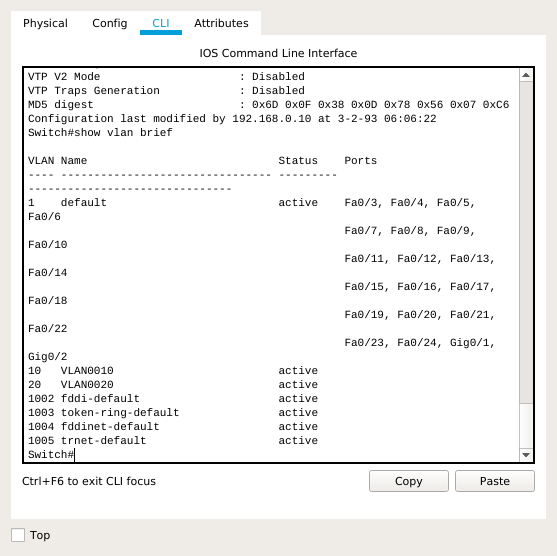 Physical Config CLI Attributes
IOS Command Line Interface
VTP V2 Mode : Disabled
VTP Traps Generation : Disabled
MD5 digest : 0x6D 0x0F 0x38 0x0D 0x78 0x56 0x07 0xC6
Configuration last modified by 192.168.0.10 at 3-2-93 06:06:22
Switch#show vlan brief
VLAN Name Status Ports
---- -------------------------------- ---------
-------------------------------
1 default active Fa0/3, Fa0/4, Fa0/5,
Fa0/6
Fa0/7, Fa0/8, Fa0/9,
Fa0/10
Fa0/11, Fa0/12, Fa0/13,
Fa0/14
Fa0/15, Fa0/16, Fa0/17,
Fa0/18
Fa0/19, Fa0/20, Fa0/21,
Fa0/22
Fa0/23, Fa0/24, Gig0/1,
Gig0/2
10 VLAN0010 active
20 VLAN0020 active
1002 fddi-default active
1003 token-ring-default active
1004 fddinet-default active
1005 trnet-default active
Switch#
Ctrl+F6 to exit CLI focus Copy Paste
Top